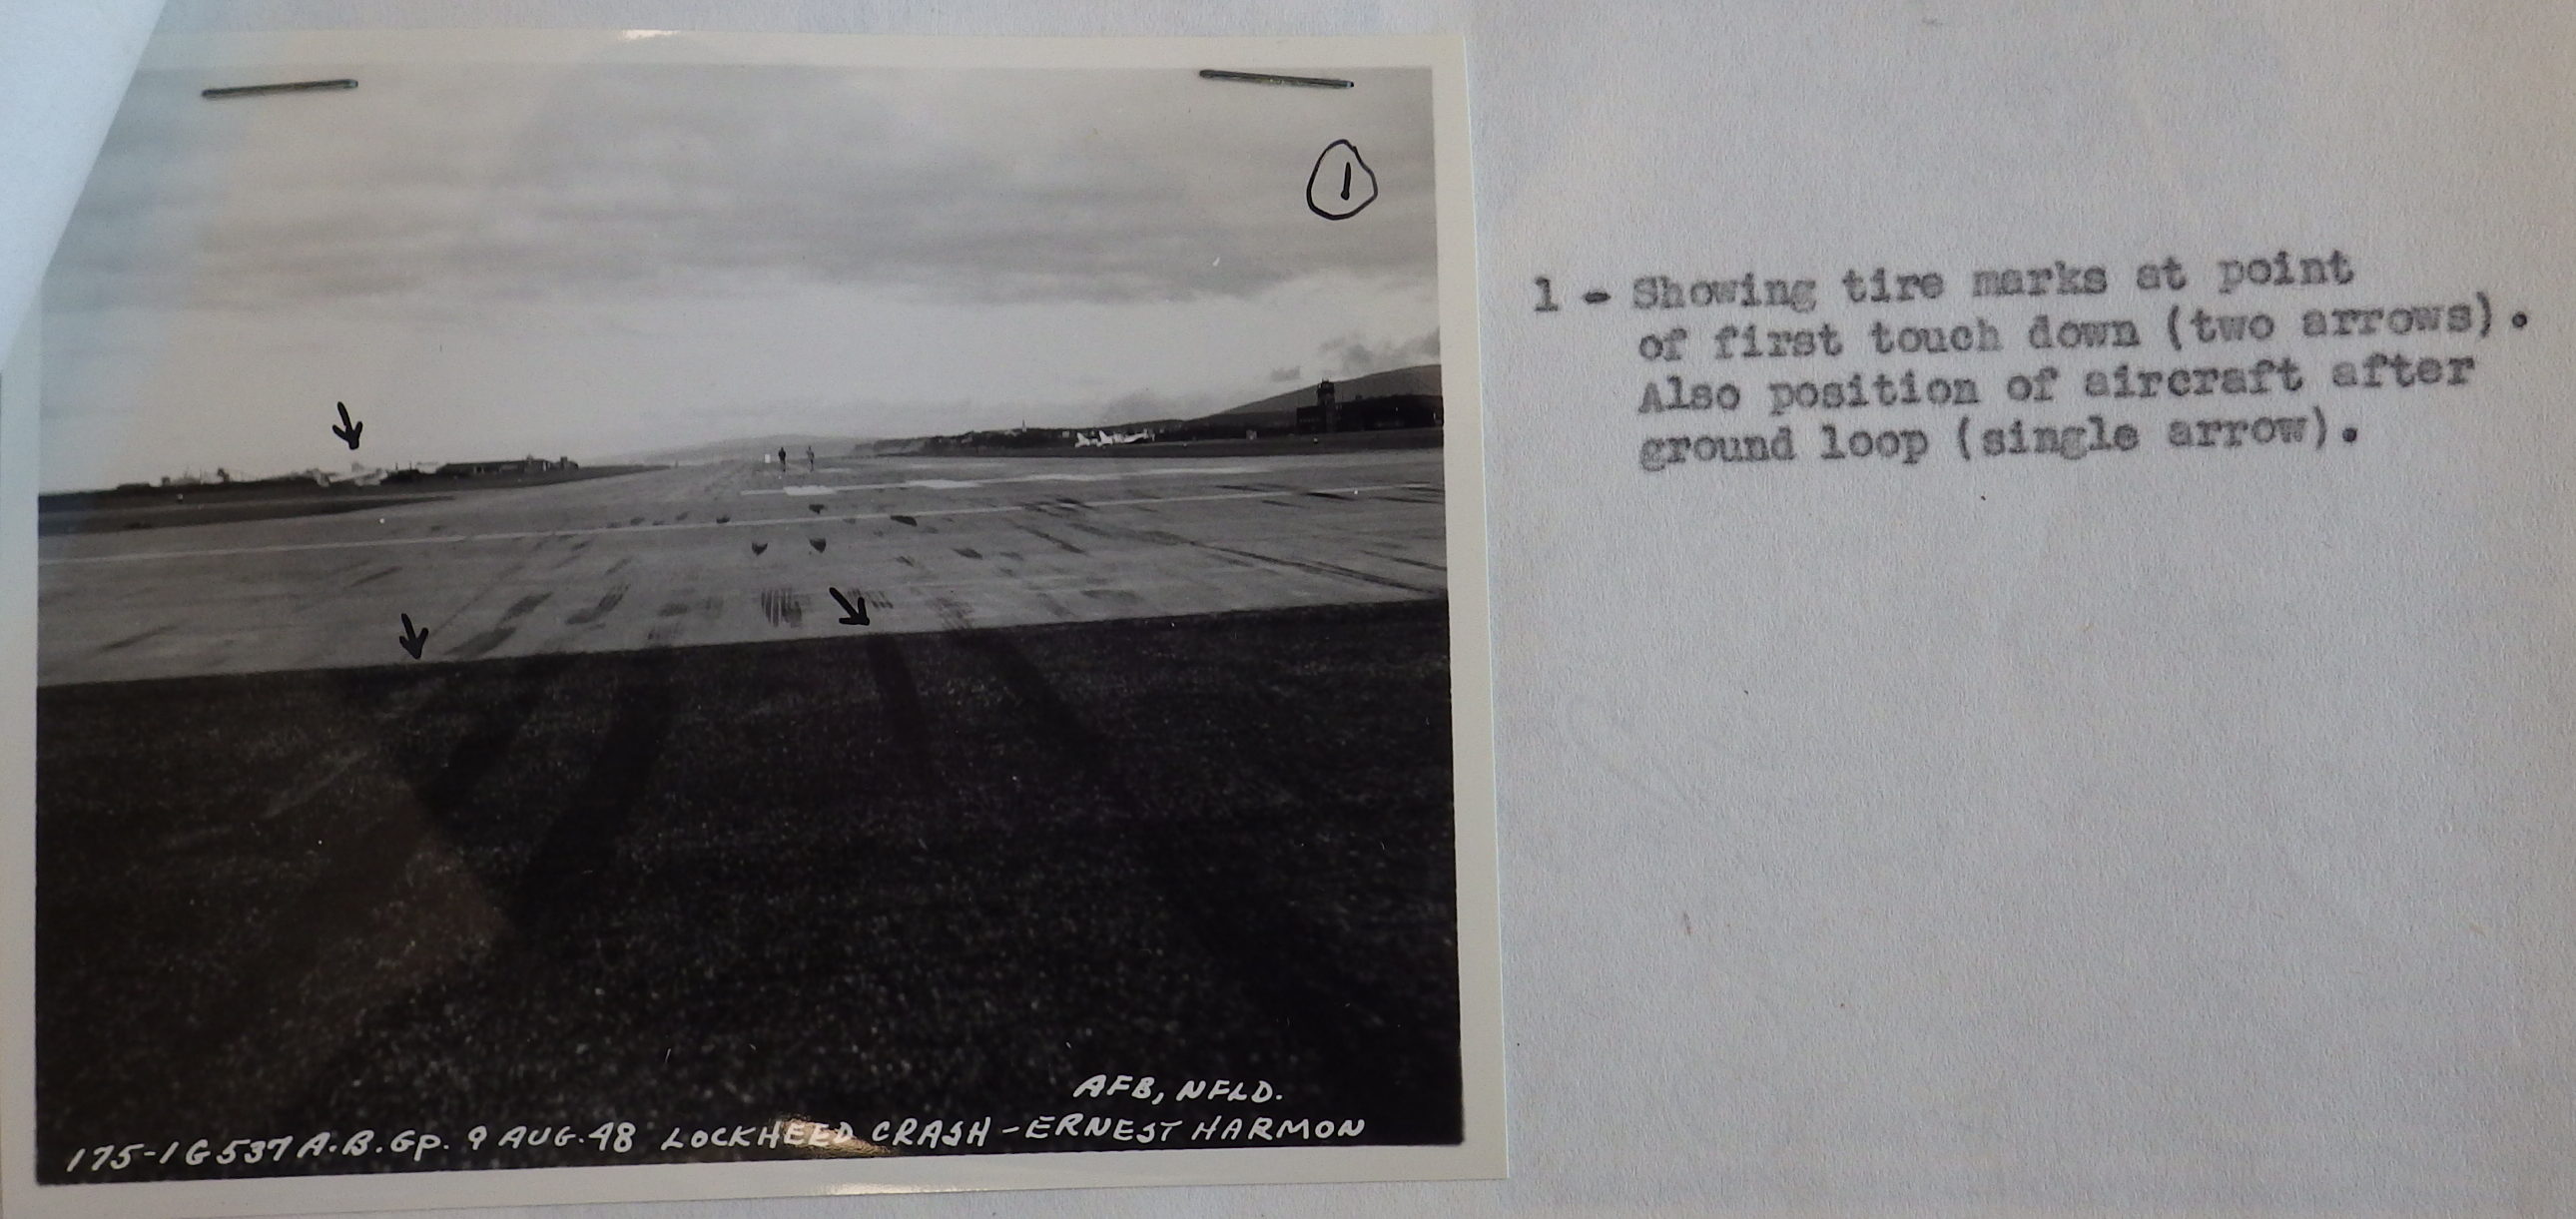 1
1 - Showing tire marks at point
of first touch down (two arrows).
Also position of aircraft after
ground loop (single arrow).
AFB, NFLD.
175-1G537 A.B.Gp. 9 AUG.48 LOCKHEED CRASH - ERNEST HARMON